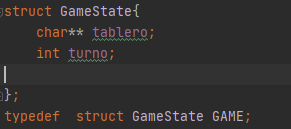 struct GameState{
    char** tablero;
    int turno;
};
typedef  struct GameState GAME;